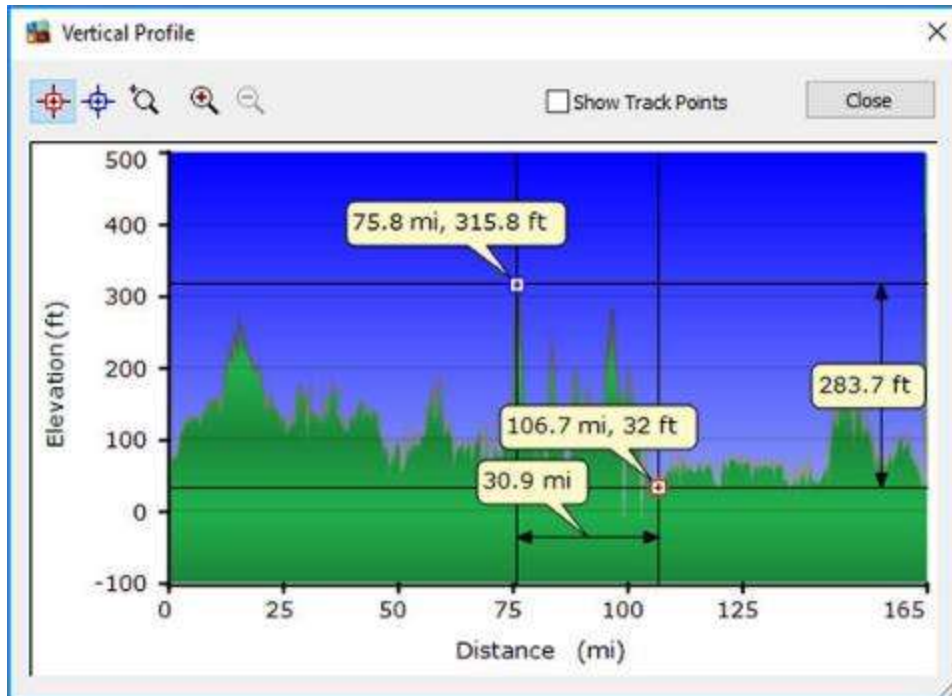 Vertical Profile
Show Track Points
Close
500
400
300
200
100
0
-100
Elevation (ft)
75.8 mi, 315.8 ft
283.7 ft
106.7 mi, 32 ft
30.9 mi
0
25
50
75
100
125
165
Distance (mi)